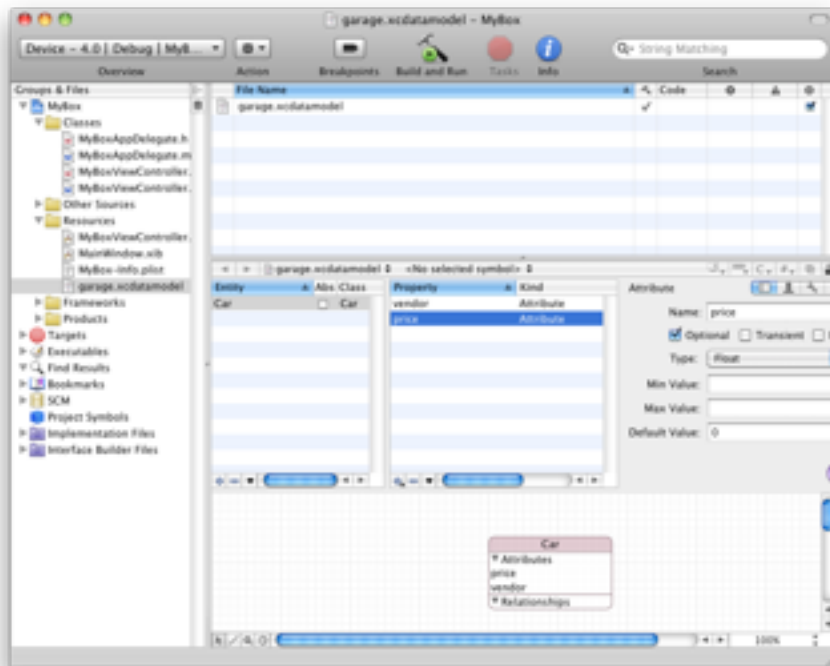 garage.xcdatamodel - MyBox
Device - 4.0 | Debug | MyB...
String Matching
Overview
Action
Breakpoints
Build and Run
Tasks
Info
Search
Groups & Files
MyBox
Classes
MyBoxAppDelegate.h
MyBoxAppDelegate.m
MyBoxViewController.
MyBoxViewController.
Other Sources
Resources
MyBoxViewController.
MainWindow.xib
MyBox-Info.plist
garage.xcdatamodel
Frameworks
Products
Targets
Executables
Find Results
Bookmarks
SCM
Project Symbols
Implementation Files
Interface Builder Files
File Name
Code
garage.xcdatamodel
garage.xcdatamodel
<No selected symbol>
Entity
Abs
Class
Car
Car
Property
Kind
vendor
Attribute
price
Attribute
Attribute
Name: price
Optional
Transient
Type: Float
Min Value:
Max Value:
Default Value: 0
Car
Attributes
price
vendor
Relationships
100%